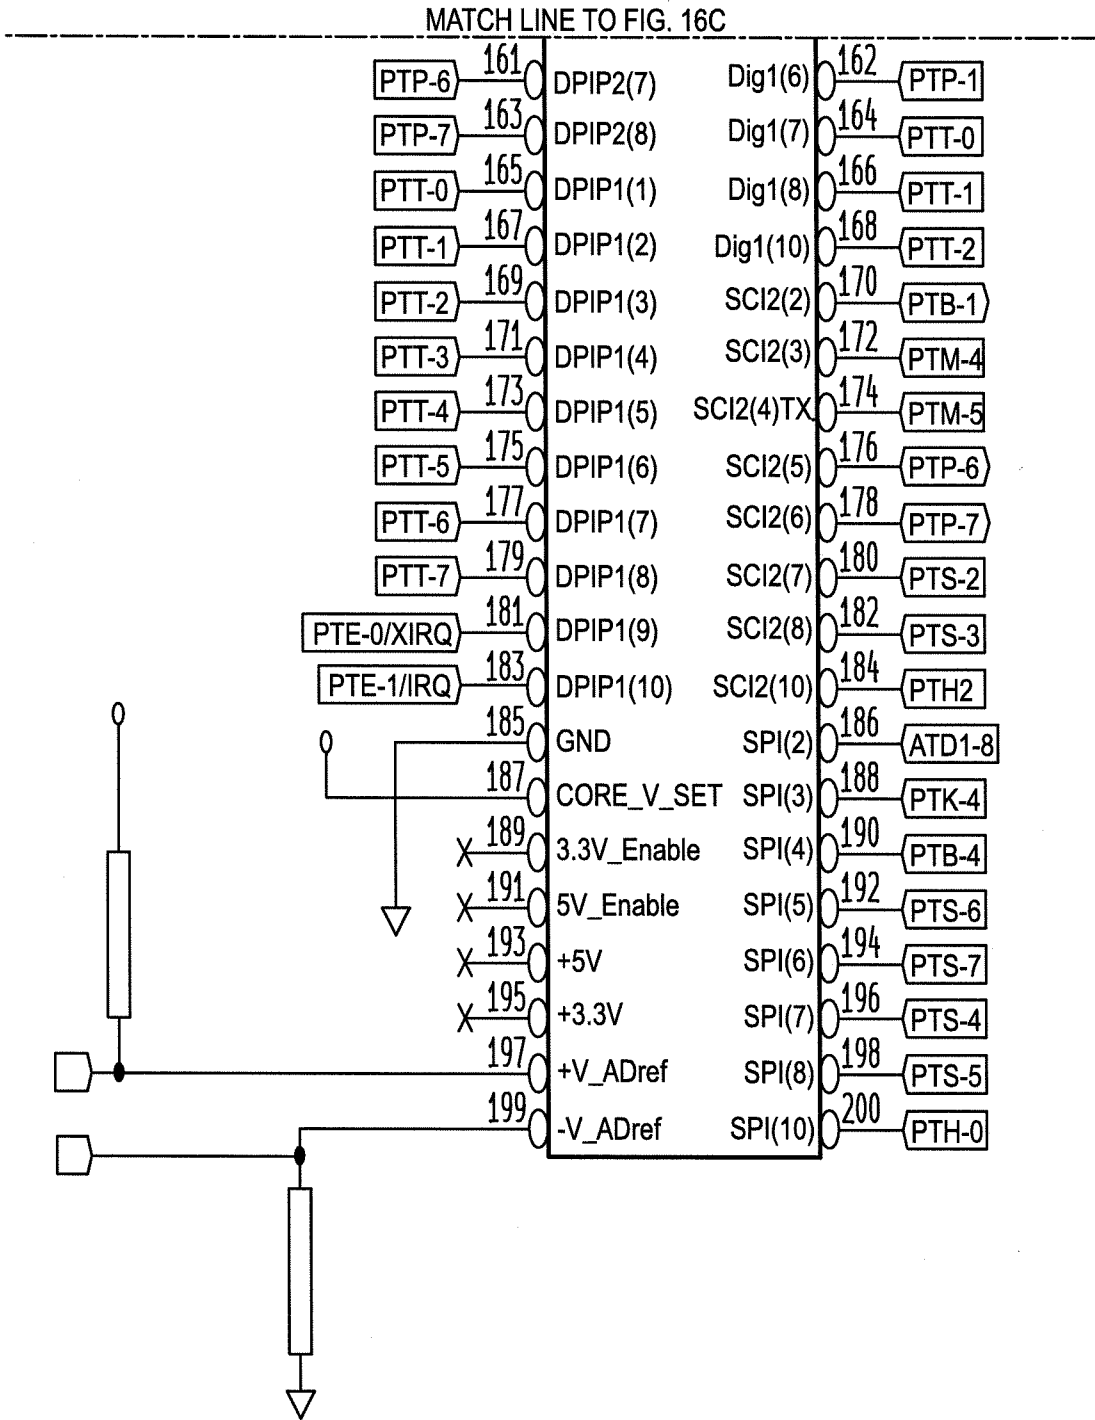 MATCH LINE TO FIG. 16C
PTP-6 161 DPIP2(7) Dig1(6) 162 PTP-1
PTP-7 163 DPIP2(8) Dig1(7) 164 PTT-0
PTT-0 165 DPIP1(1) Dig1(8) 166 PTT-1
PTT-1 167 DPIP1(2) Dig1(10) 168 PTT-2
PTT-2 169 DPIP1(3) SCI2(2) 170 PTB-1
PTT-3 171 DPIP1(4) SCI2(3) 172 PTM-4
PTT-4 173 DPIP1(5) SCI2(4)TX 174 PTM-5
PTT-5 175 DPIP1(6) SCI2(5) 176 PTP-6
PTT-6 177 DPIP1(7) SCI2(6) 178 PTP-7
PTT-7 179 DPIP1(8) SCI2(7) 180 PTS-2
PTE-0/XIRQ 181 DPIP1(9) SCI2(8) 182 PTS-3
PTE-1/IRQ 183 DPIP1(10) SCI2(10) 184 PTH2
185 GND SPI(2) 186 ATD1-8
187 CORE_V_SET SPI(3) 188 PTK-4
189 3.3V_Enable SPI(4) 190 PTB-4
191 5V_Enable SPI(5) 192 PTS-6
193 +5V SPI(6) 194 PTS-7
195 +3.3V SPI(7) 196 PTS-4
197 +V_ADref SPI(8) 198 PTS-5
199 -V_ADref SPI(10) 200 PTH-0